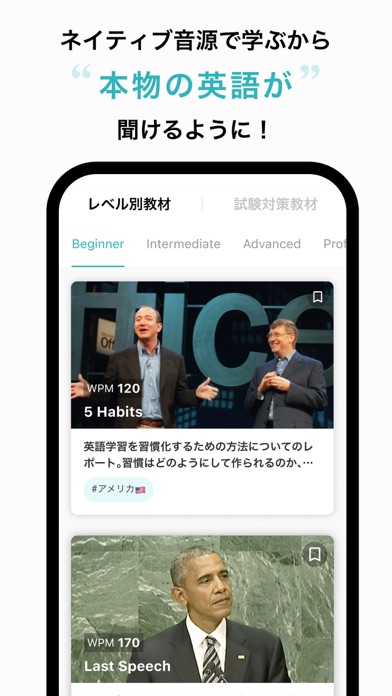 ネイティブ音源で学ぶから
“本物の英語が”
聞けるように！
レベル別教材
試験対策教材
Beginner Intermediate Advanced Prof
ffice
Off
WPM 120
5 Habits
英語学習を習慣化するための方法についてのレ
ポート。習慣はどのようにして作られるのか、…
#アメリカ🇺🇸
WPM 170
Last Speech